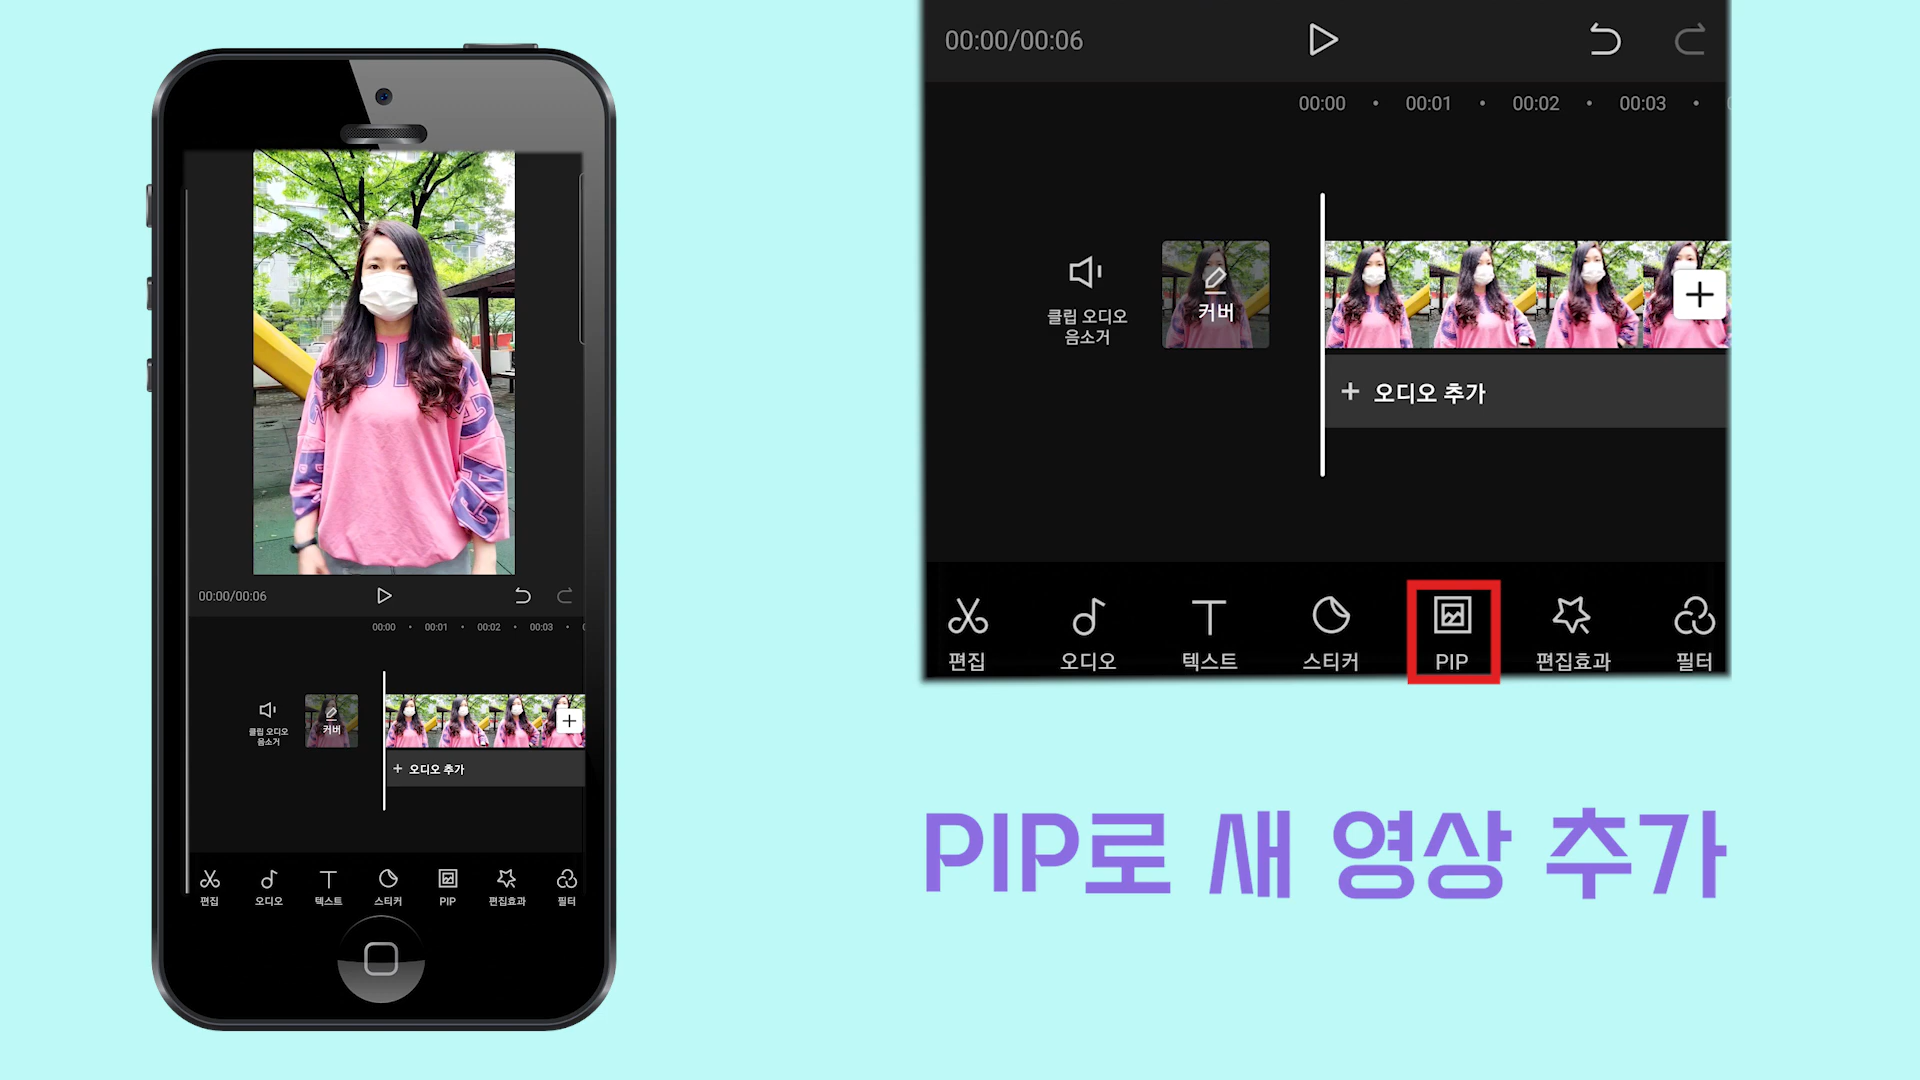 00:00/00:06
00:00 • 00:01 • 00:02 • 00:03 •
클립 오디오
음소거
커버
+ 오디오 추가
편집 오디오 텍스트 스티커 PIP 편집효과 필터
00:00/00:06
00:00 • 00:01 • 00:02 • 00:03 •
클립 오디오
음소거
커버
+ 오디오 추가
편집 오디오 텍스트 스티커 PIP 편집효과 필터
PIP로 새 영상 추가